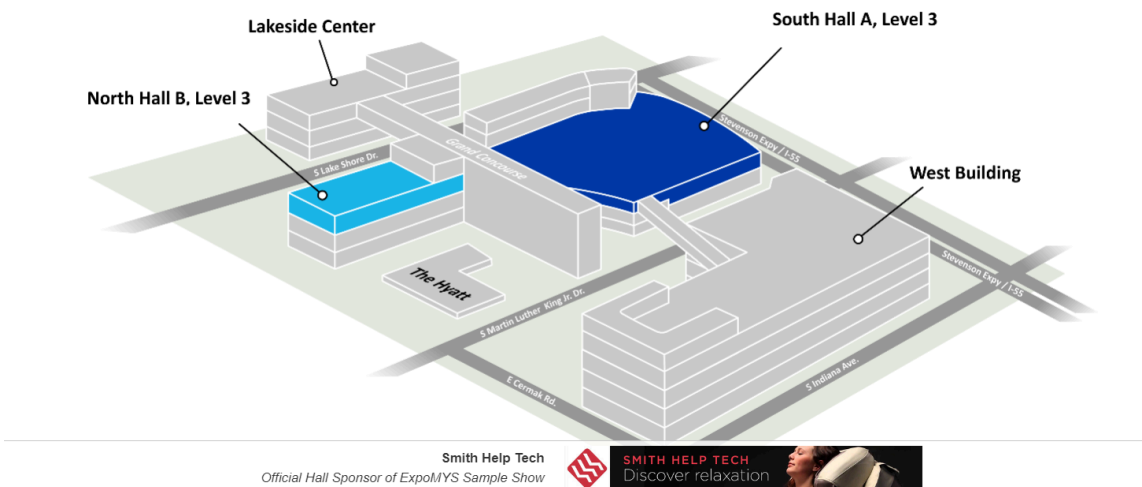 Lakeside Center
South Hall A, Level 3
North Hall B, Level 3
Stevenson Expy / I-55
Grand Concourse
S Lake Shore Dr.
West Building
The Hyatt
Stevenson Expy / I-55
S Martin Luther King Jr. Dr.
S Indiana Ave.
E Cermak Rd.
Smith Help Tech
Official Hall Sponsor of ExpoMYS Sample Show
SMITH HELP TECH
Discover relaxation